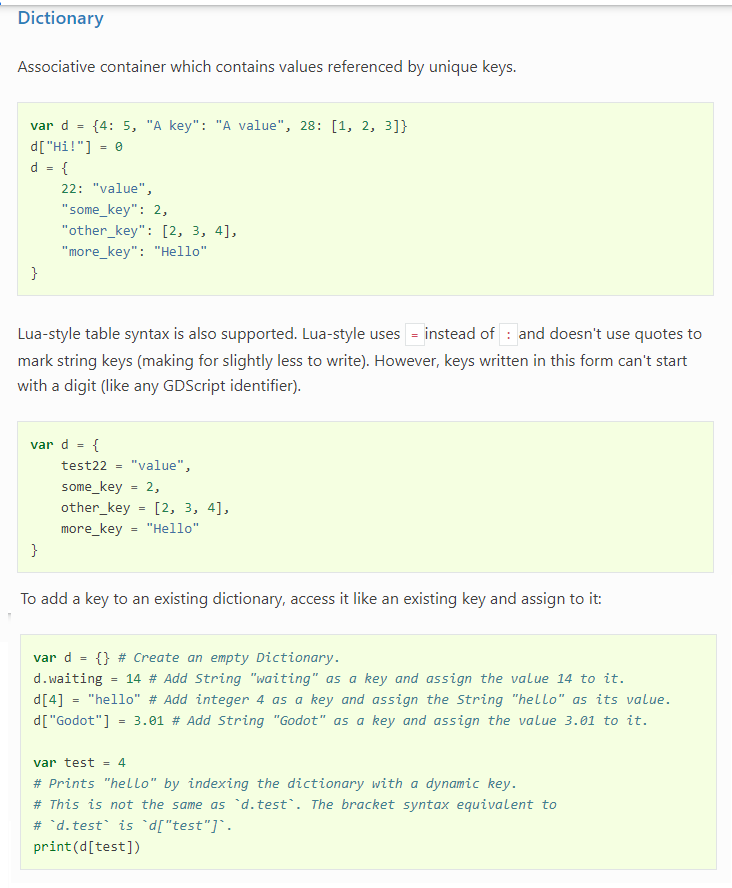 Dictionary
Associative container which contains values referenced by unique keys.
var d = {4: 5, "A key": "A value", 28: [1, 2, 3]}
d["Hi!"] = 0
d = {
    22: "value",
    "some_key": 2,
    "other_key": [2, 3, 4],
    "more_key": "Hello"
}
Lua-style table syntax is also supported. Lua-style uses = instead of : and doesn't use quotes to
mark string keys (making for slightly less to write). However, keys written in this form can't start
with a digit (like any GDScript identifier).
var d = {
    test22 = "value",
    some_key = 2,
    other_key = [2, 3, 4],
    more_key = "Hello"
}
To add a key to an existing dictionary, access it like an existing key and assign to it:
var d = {} # Create an empty Dictionary.
d.waiting = 14 # Add String "waiting" as a key and assign the value 14 to it.
d[4] = "hello" # Add integer 4 as a key and assign the String "hello" as its value.
d["Godot"] = 3.01 # Add String "Godot" as a key and assign the value 3.01 to it.
var test = 4
# Prints "hello" by indexing the dictionary with a dynamic key.
# This is not the same as `d.test`. The bracket syntax equivalent to
# `d.test` is `d["test"]`.
print(d[test])